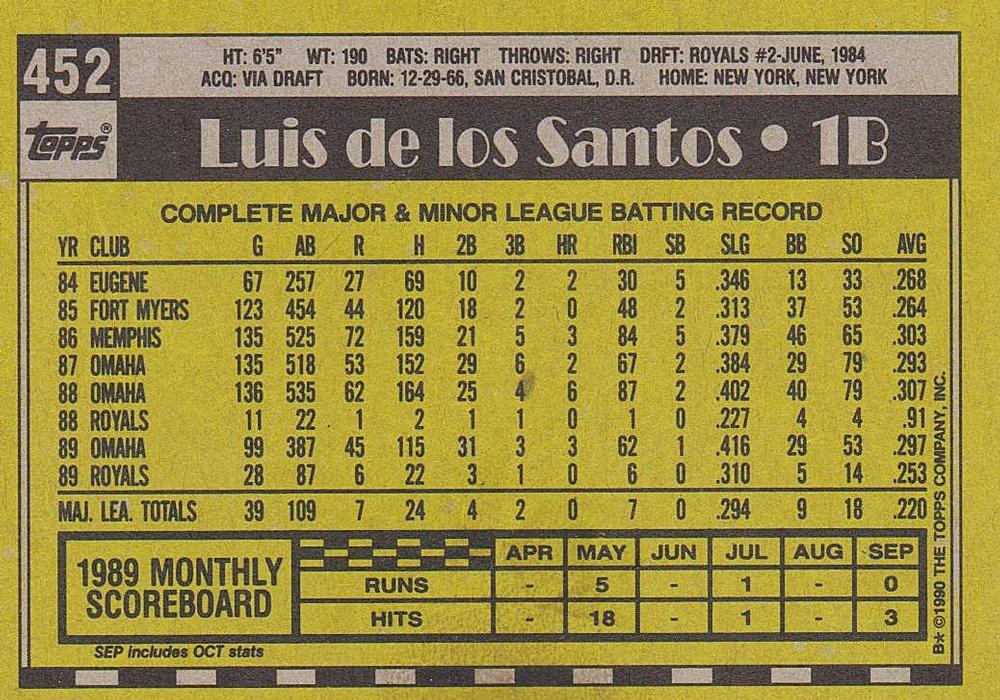 452
HT: 6'5" WT: 190 BATS: RIGHT THROWS: RIGHT DRFT: ROYALS #2-JUNE, 1984
ACQ: VIA DRAFT BORN: 12-29-66, SAN CRISTOBAL, D.R. HOME: NEW YORK, NEW YORK
Topps®
Luis de los Santos • 1B
COMPLETE MAJOR & MINOR LEAGUE BATTING RECORD
YR CLUB G AB R H 2B 3B HR RBI SB SLG BB SO AVG
84 EUGENE 67 257 27 69 10 2 2 30 5 .346 13 33 .268
85 FORT MYERS 123 454 44 120 18 2 0 48 2 .313 37 53 .264
86 MEMPHIS 135 525 72 159 21 5 3 84 5 .379 46 65 .303
87 OMAHA 135 518 53 152 29 6 2 67 2 .384 29 79 .293
88 OMAHA 136 535 62 164 25 4 6 87 2 .402 40 79 .307
88 ROYALS 11 22 1 2 1 1 0 1 0 .227 4 4 .91
89 OMAHA 99 387 45 115 31 3 3 62 1 .416 29 53 .297
89 ROYALS 28 87 6 22 3 1 0 6 0 .310 5 14 .253
MAJ. LEA. TOTALS 39 109 7 24 4 2 0 7 0 .294 9 18 .220
1989 MONTHLY
SCOREBOARD
APR MAY JUN JUL AUG SEP
RUNS - 5 - 1 - 0
HITS - 18 - 1 - 3
SEP includes OCT stats
B* ©1990 THE TOPPS COMPANY, INC.